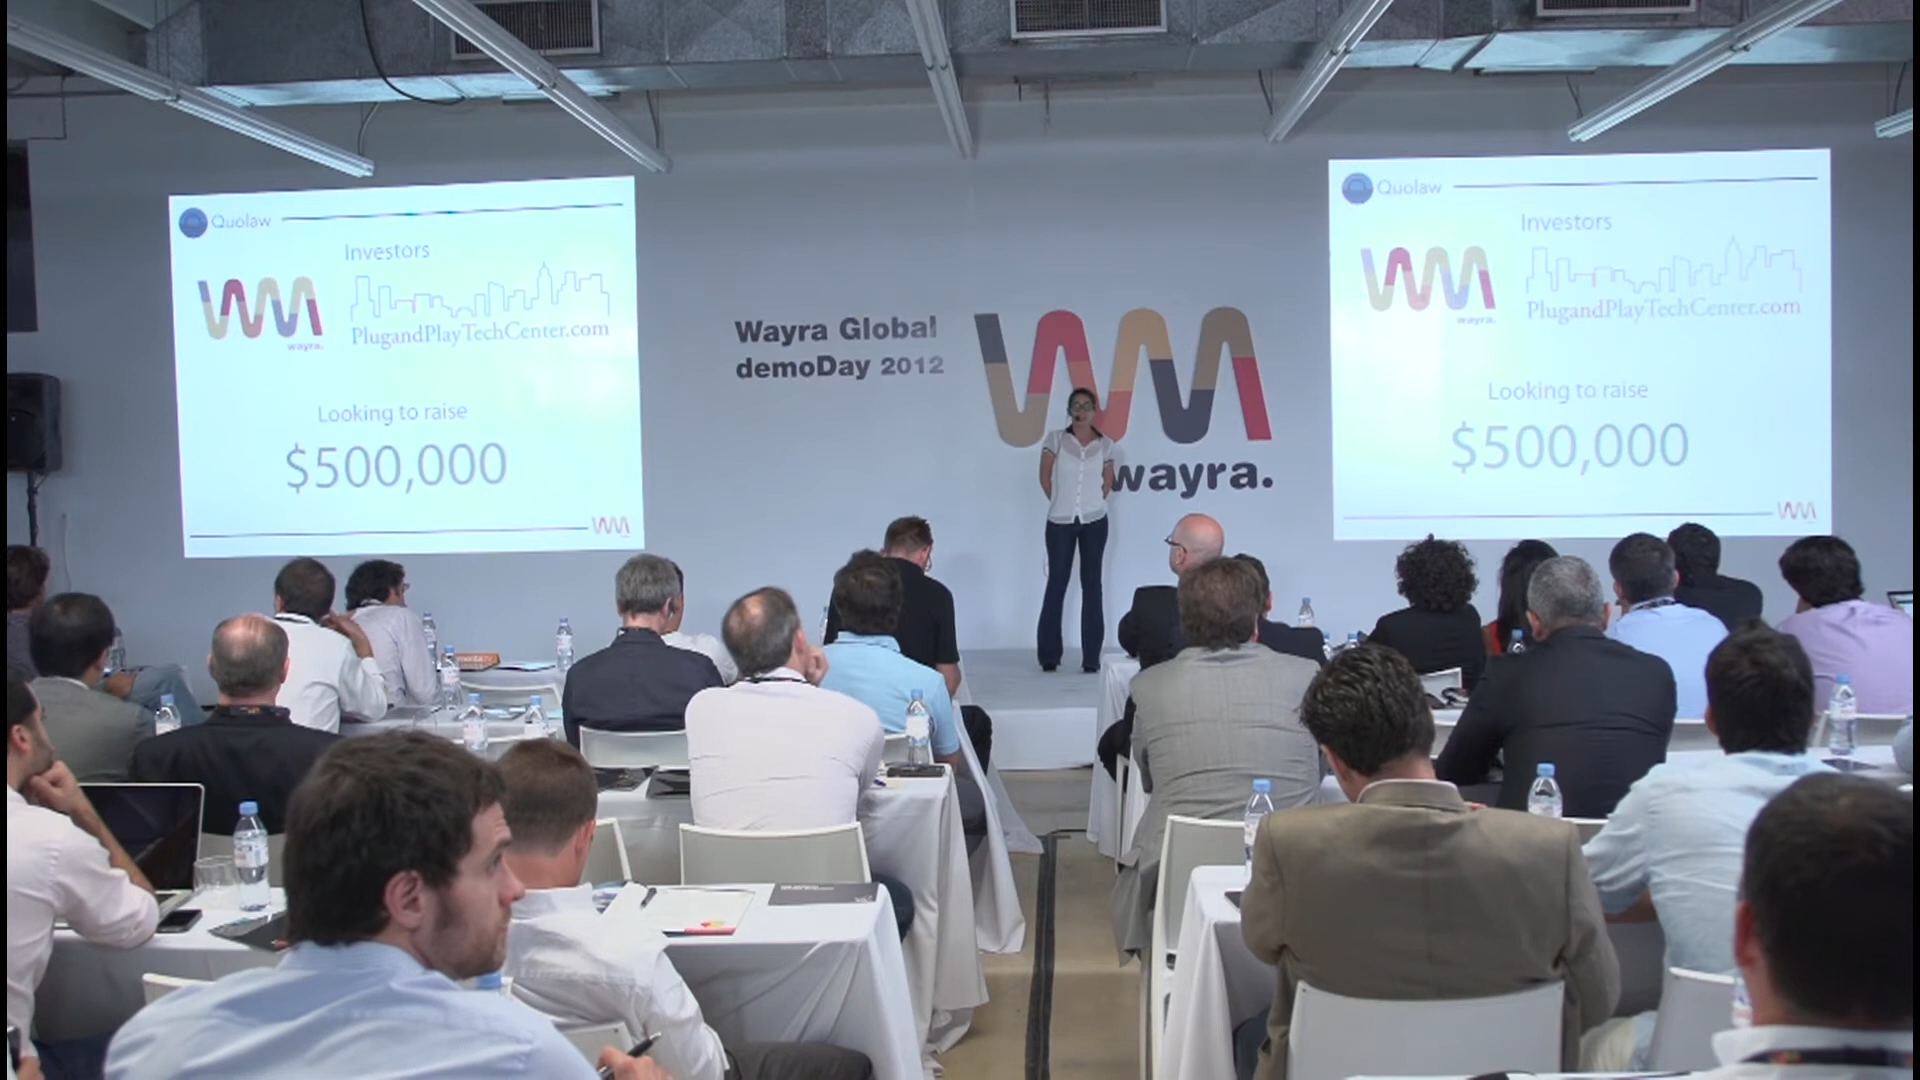 Quolaw
Investors
wayra.
PlugandPlayTechCenter.com
Looking to raise
$500,000
Wayra Global
demoDay 2012
wayra.
Quolaw
Investors
wayra.
PlugandPlayTechCenter.com
Looking to raise
$500,000